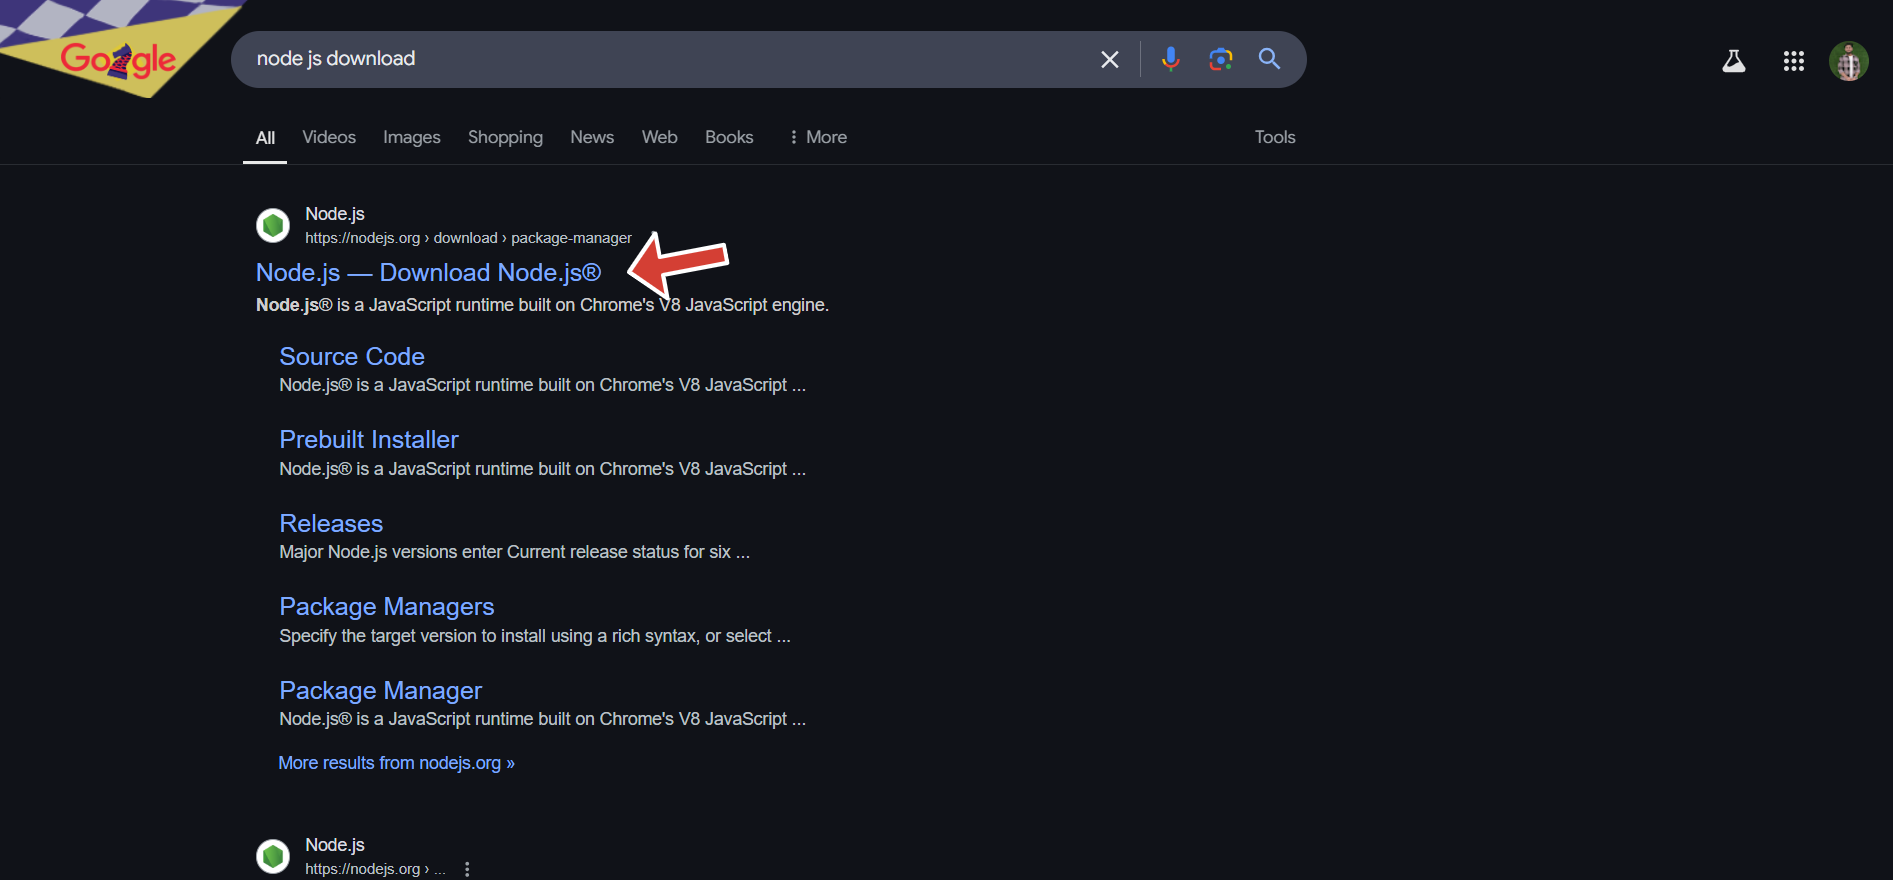 Google
node js download
All Videos Images Shopping News Web Books More Tools
Node.js
https://nodejs.org › download › package-manager
Node.js — Download Node.js®
Node.js® is a JavaScript runtime built on Chrome's V8 JavaScript engine.
Source Code
Node.js® is a JavaScript runtime built on Chrome's V8 JavaScript ...
Prebuilt Installer
Node.js® is a JavaScript runtime built on Chrome's V8 JavaScript ...
Releases
Major Node.js versions enter Current release status for six ...
Package Managers
Specify the target version to install using a rich syntax, or select ...
Package Manager
Node.js® is a JavaScript runtime built on Chrome's V8 JavaScript ...
More results from nodejs.org »
Node.js
https://nodejs.org › ...